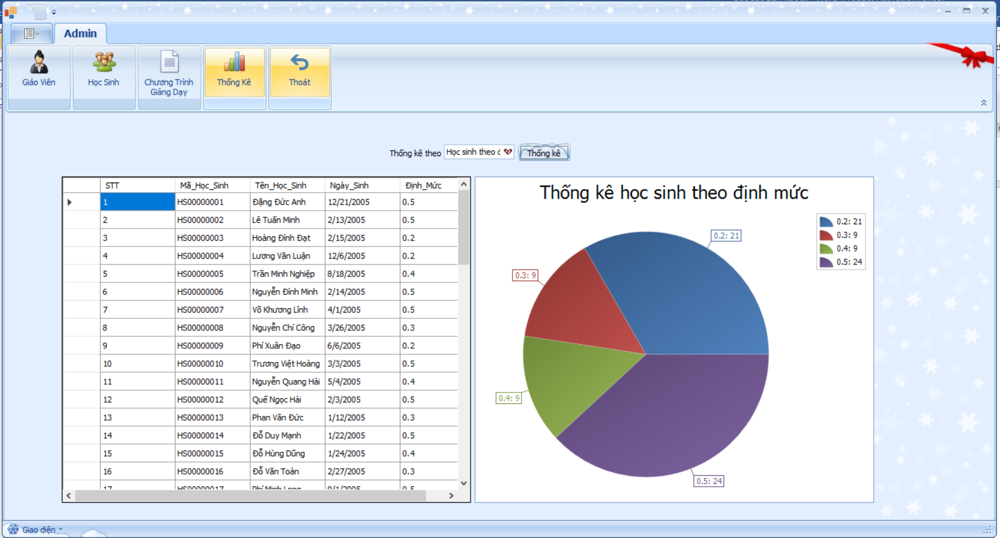 Admin
Giáo Viên
Học Sinh
Chương Trình
Giảng Dạy
Thống Kê
Thoát
Thống kê theo
Học sinh theo đ
Thống kê
STT Mã_Học_Sinh Tên_Học_Sinh Ngày_Sinh Định_Mức
1 HS00000001 Đặng Đức Anh 12/21/2005 0.5
2 HS00000002 Lê Tuấn Minh 2/13/2005 0.5
3 HS00000003 Hoàng Đình Đạt 2/15/2005 0.2
4 HS00000004 Lương Văn Luận 12/6/2005 0.2
5 HS00000005 Trần Minh Nghiệp 8/18/2005 0.4
6 HS00000006 Nguyễn Đình Minh 2/14/2005 0.5
7 HS00000007 Võ Khương Lĩnh 4/1/2005 0.5
8 HS00000008 Nguyễn Chí Công 3/26/2005 0.3
9 HS00000009 Phí Xuân Đạo 6/6/2005 0.2
10 HS00000010 Trương Việt Hoàng 3/3/2005 0.5
11 HS00000011 Nguyễn Quang Hải 5/4/2005 0.4
12 HS00000012 Quế Ngọc Hải 2/3/2005 0.5
13 HS00000013 Phan Văn Đức 1/12/2005 0.3
14 HS00000014 Đỗ Duy Mạnh 1/22/2005 0.5
15 HS00000015 Đỗ Hùng Dũng 1/24/2005 0.4
16 HS00000016 Đỗ Văn Toản 2/27/2005 0.3
17 HS00000017 Phí Minh Long 9/1/2005 0.5
Thống kê học sinh theo định mức
0.2: 21
0.3: 9
0.4: 9
0.5: 24
0.2: 21
0.3: 9
0.4: 9
0.5: 24
Giao diện